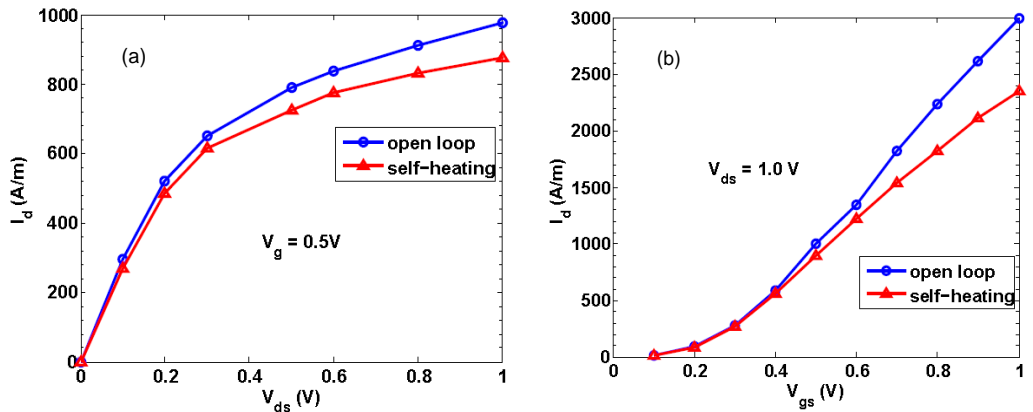 (a)
1000
800
600
400
200
0
I_d (A/m)
open loop
self-heating
V_g = 0.5V
0 0.2 0.4 0.6 0.8 1
V_ds (V)
(b)
3000
2500
2000
1500
1000
500
0
I_d (A/m)
V_ds = 1.0 V
open loop
self-heating
0 0.2 0.4 0.6 0.8 1
V_gs (V)